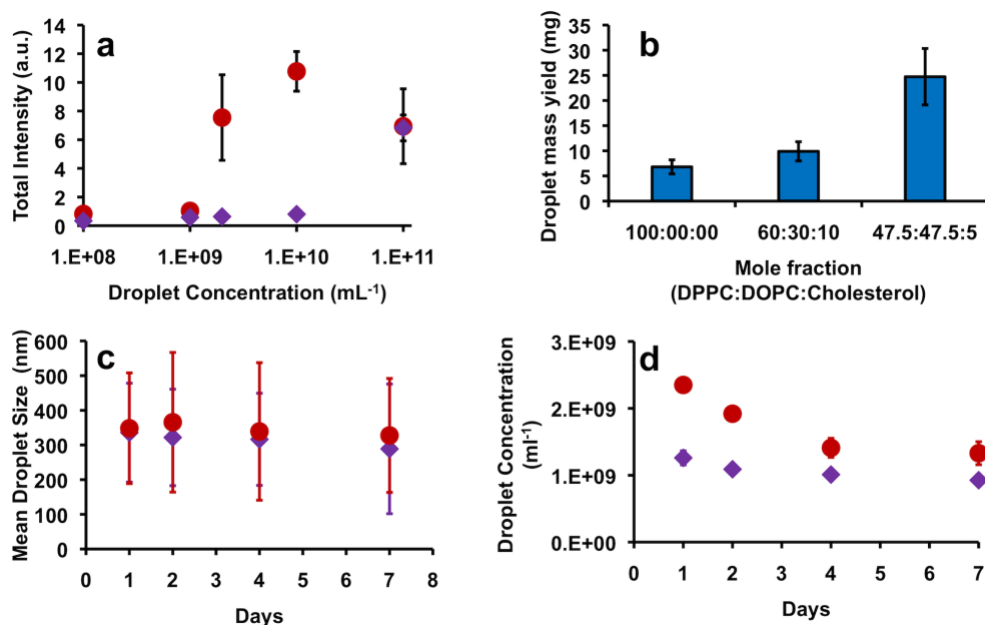 a
Total Intensity (a.u.)
14
12
10
8
6
4
2
0
1.E+08 1.E+09 1.E+10 1.E+11
Droplet Concentration (mL⁻¹)
b
Droplet mass yield (mg)
35
30
25
20
15
10
5
0
100:00:00 60:30:10 47.5:47.5:5
Mole fraction
(DPPC:DOPC:Cholesterol)
c
Mean Droplet Size (nm)
600
500
400
300
200
100
0
0 1 2 3 4 5 6 7 8
Days
d
Droplet Concentration
(ml⁻¹)
3.E+09
2.E+09
1.E+09
0.E+00
0 1 2 3 4 5 6 7
Days